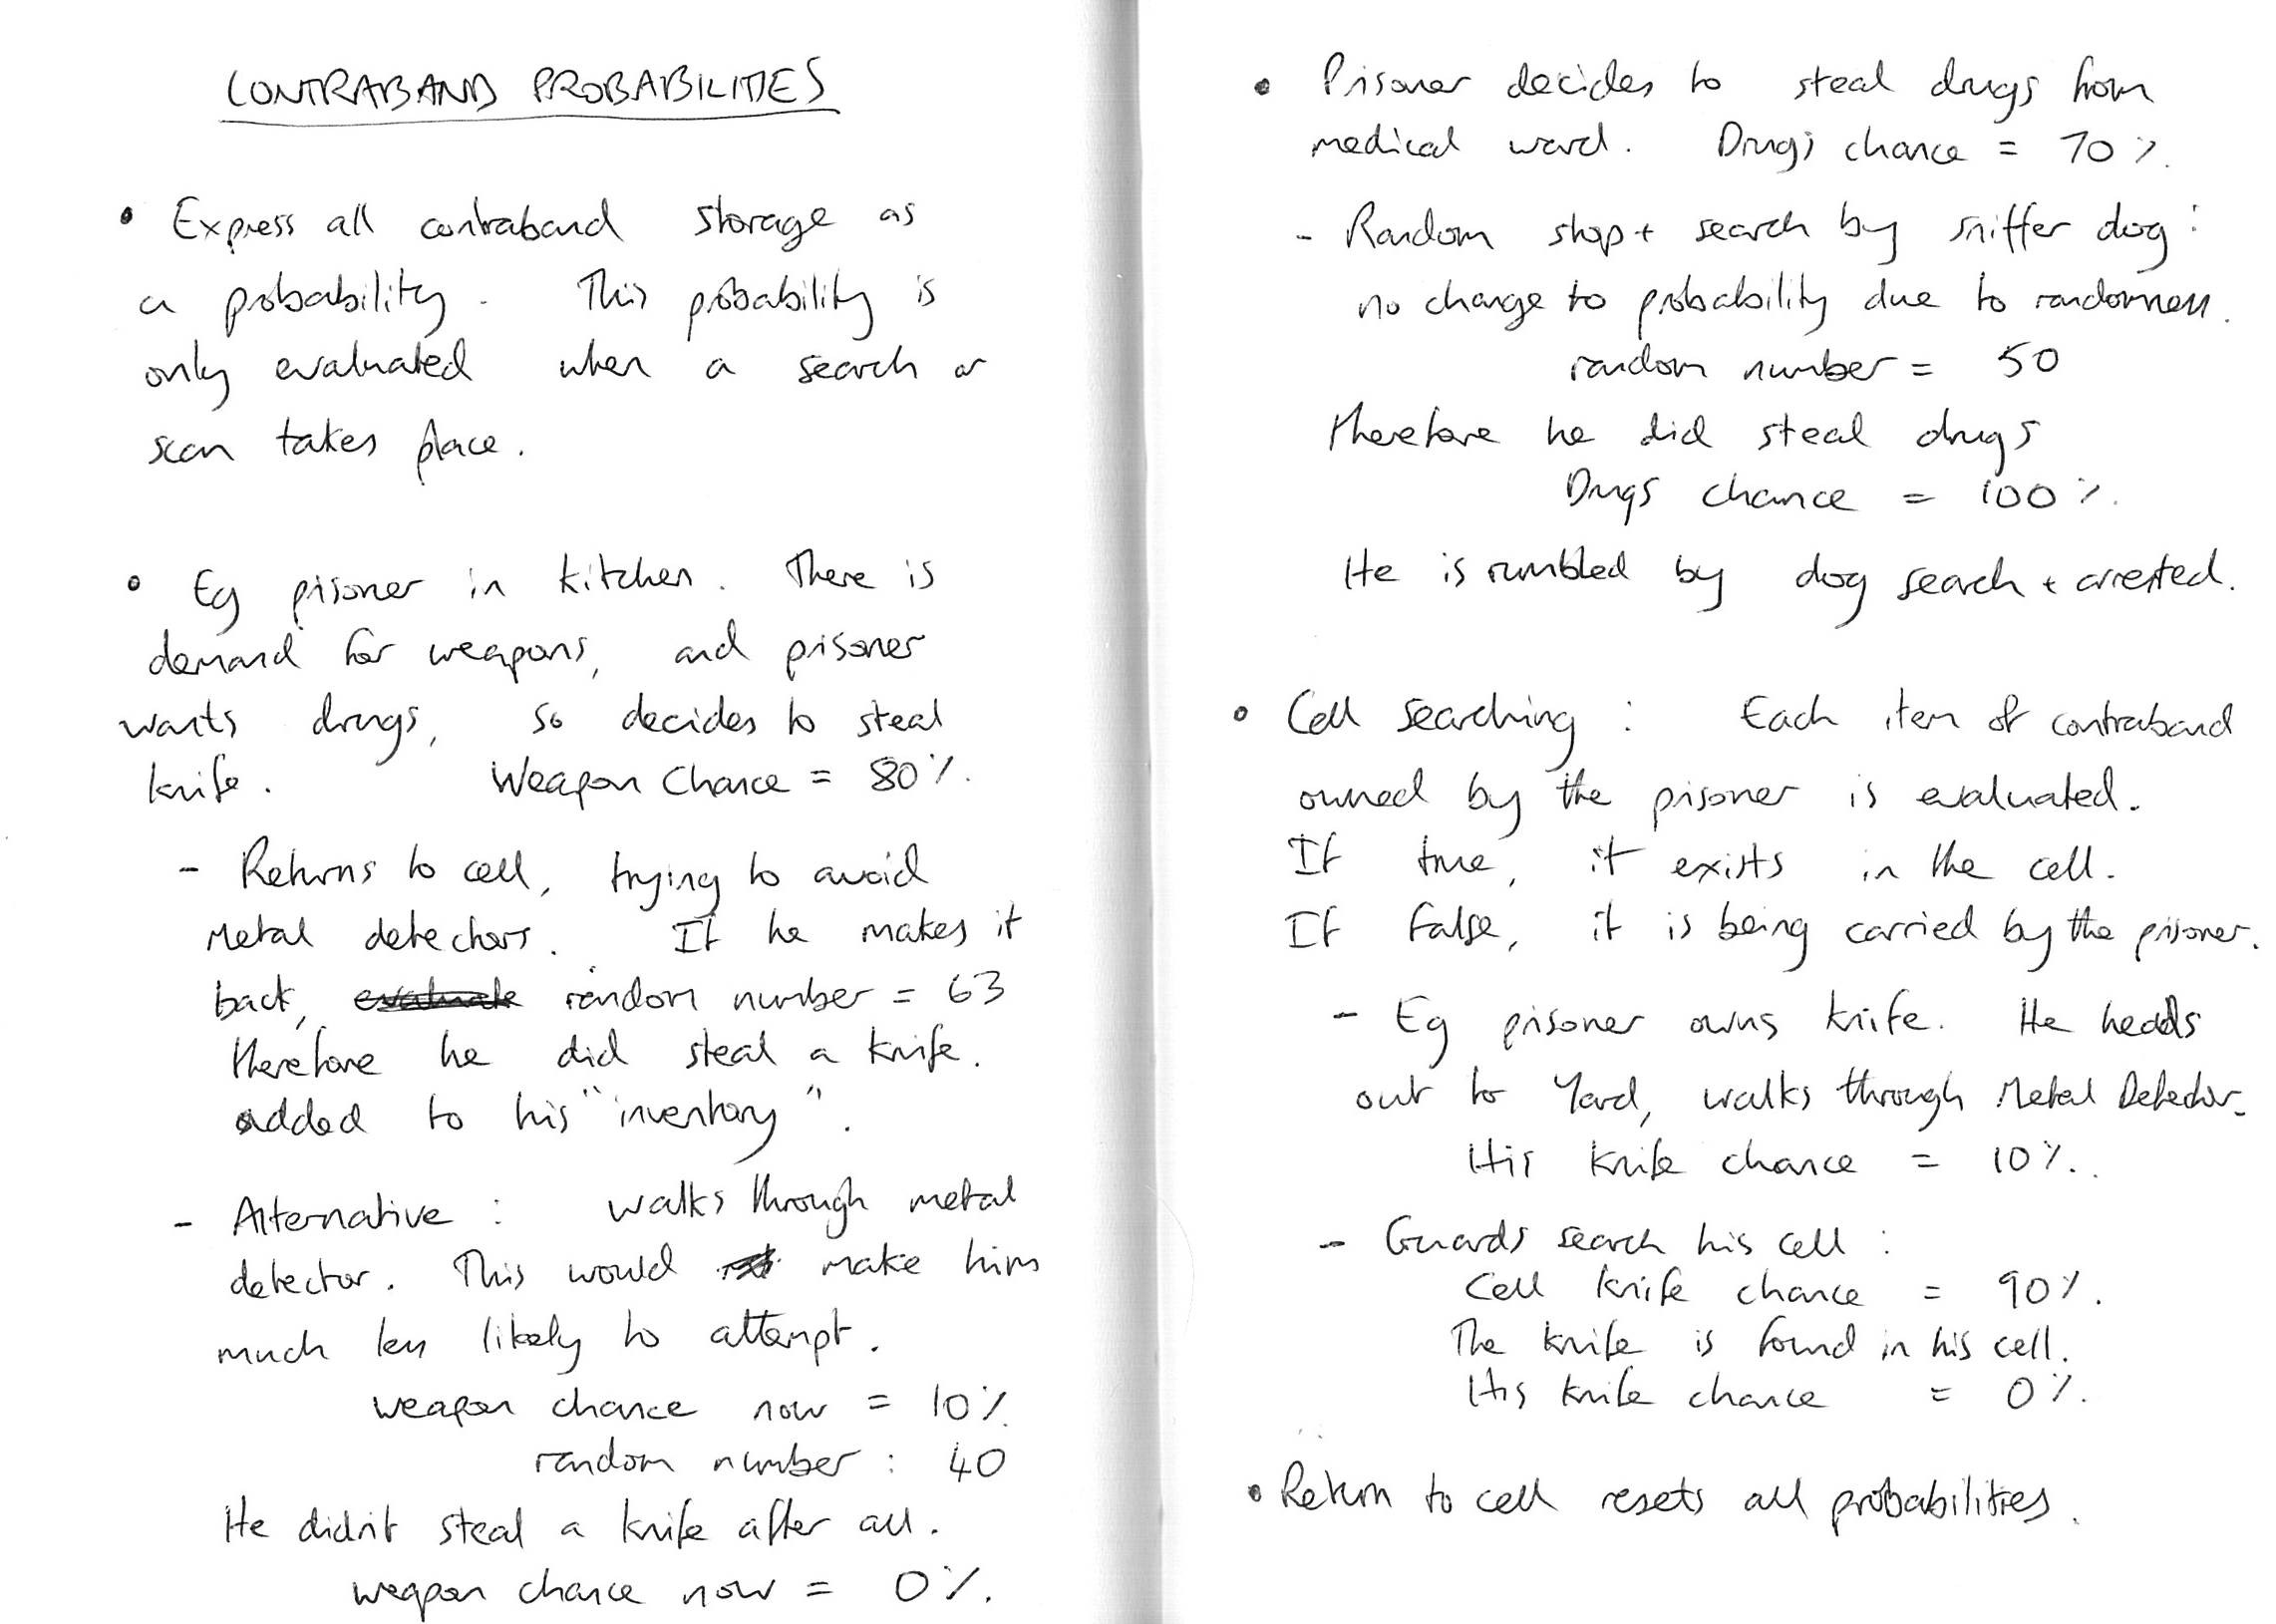 CONTRABAND PROBABILITIES
• Express all contraband storage as
a probability. This probability is
only evaluated when a search or
scan takes place.
• Eg prisoner in kitchen. There is
demand for weapons, and prisoner
wants drugs, so decides to steal
knife. Weapon Chance = 80%.
- Returns to cell, trying to avoid
Metal detectors. If he makes it
back, evaluate random number = 63
therefore he did steal a knife.
added to his "inventory".
- Alternative : walks through metal
detector. This would make him
much less likely to attempt.
weapon chance now = 10%.
random number : 40
He didn't steal a knife after all.
weapon chance now = 0%.
• Prisoner decides to steal drugs from
medical ward. Drugs chance = 70%.
- Random stop + search by sniffer dog :
no change to probability due to randomness.
random number = 50
therefore he did steal drugs
Drugs chance = 100%.
He is rumbled by dog search + arrested.
• Cell searching : Each item of contraband
owned by the prisoner is evaluated.
If true, it exists in the cell.
If false, it is being carried by the prisoner.
- Eg prisoner owns knife. He heads
out to Yard, walks through Metal Detector.
His knife chance = 10%.
- Guards search his cell :
Cell knife chance = 90%.
The knife is found in his cell.
His knife chance = 0%.
• Return to cell resets all probabilities.